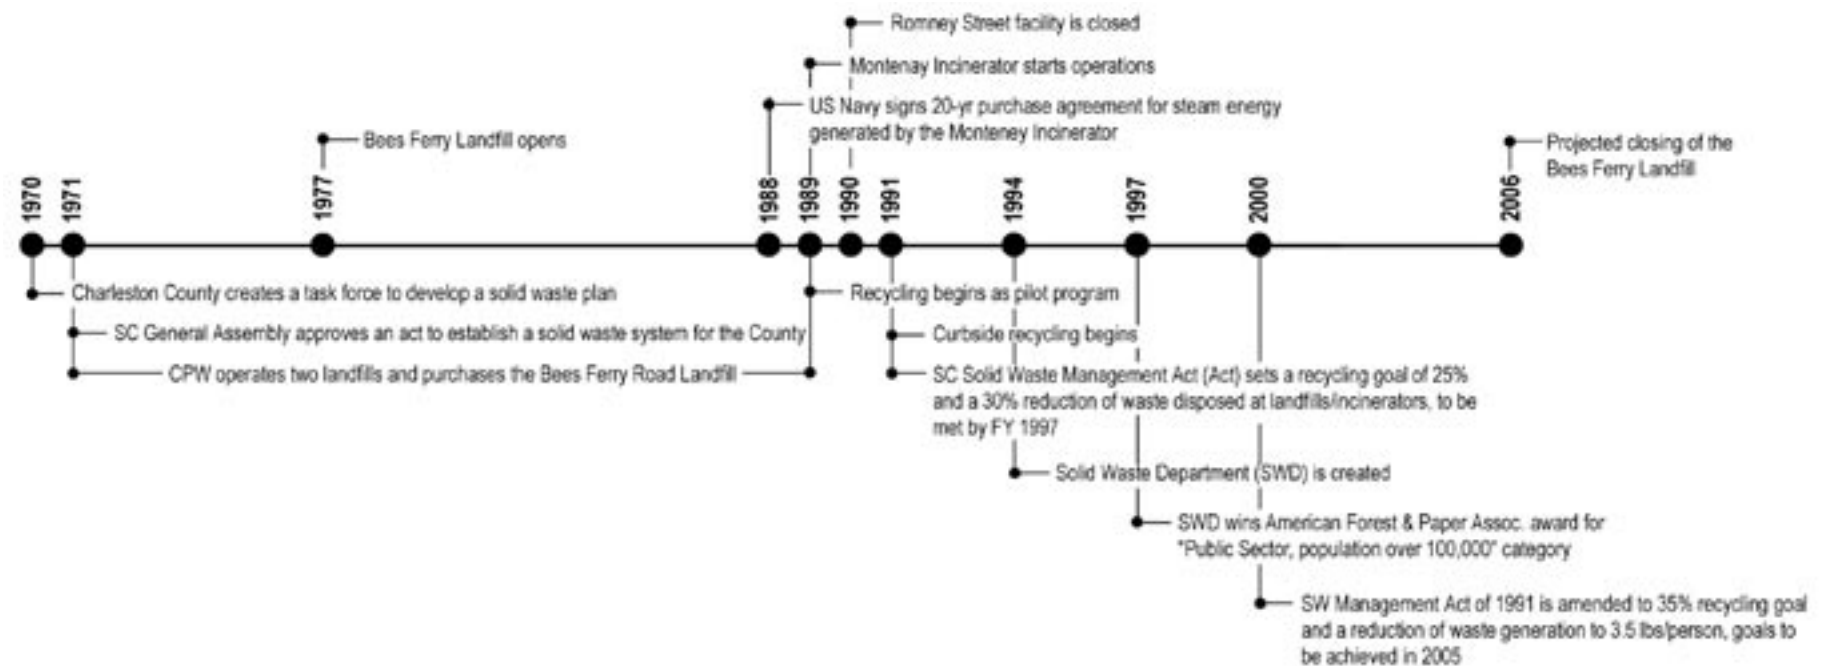 Romney Street facility is closed
Montenay Incinerator starts operations
US Navy signs 20-yr purchase agreement for steam energy
generated by the Monteney Incinerator
Bees Ferry Landfill opens
Projected closing of the
Bees Ferry Landfill
1970
1971
1977
1988
1989
1990
1991
1994
1997
2000
2006
Charleston County creates a task force to develop a solid waste plan
Recycling begins as pilot program
SC General Assembly approves an act to establish a solid waste system for the County
Curbside recycling begins
CPW operates two landfills and purchases the Bees Ferry Road Landfill
SC Solid Waste Management Act (Act) sets a recycling goal of 25%
and a 30% reduction of waste disposed at landfills/incinerators, to be
met by FY 1997
Solid Waste Department (SWD) is created
SWD wins American Forest & Paper Assoc. award for
"Public Sector, population over 100,000" category
SW Management Act of 1991 is amended to 35% recycling goal
and a reduction of waste generation to 3.5 lbs/person, goals to
be achieved in 2005